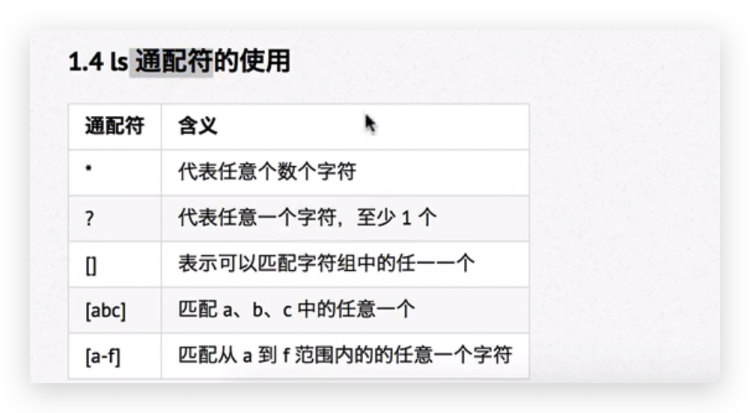 1.4 ls 通配符的使用
通配符 含义
* 代表任意个数个字符
? 代表任意一个字符，至少 1 个
[] 表示可以匹配字符组中的任一一个
[abc] 匹配 a、b、c 中的任意一个
[a-f] 匹配从 a 到 f 范围内的的任意一个字符